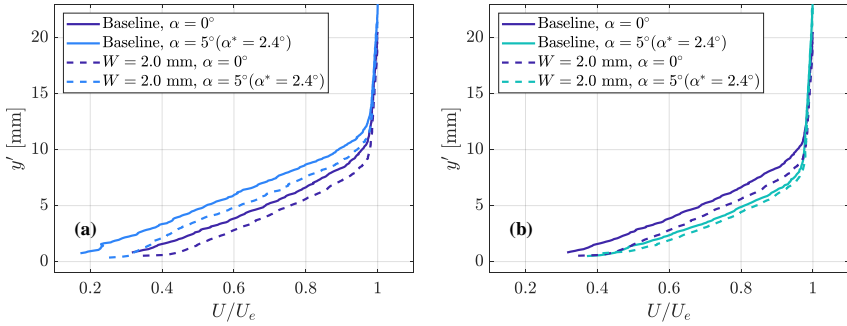 Baseline, α = 0°
Baseline, α = 5°(α* = 2.4°)
W = 2.0 mm, α = 0°
W = 2.0 mm, α = 5°(α* = 2.4°)
20
15
10
5
0
y′ [mm]
(a)
0.2 0.4 0.6 0.8 1
U/Ue
Baseline, α = 0°
Baseline, α = 5°(α* = 2.4°)
W = 2.0 mm, α = 0°
W = 2.0 mm, α = 5°(α* = 2.4°)
20
15
10
5
0
y′ [mm]
(b)
0.2 0.4 0.6 0.8 1
U/Ue